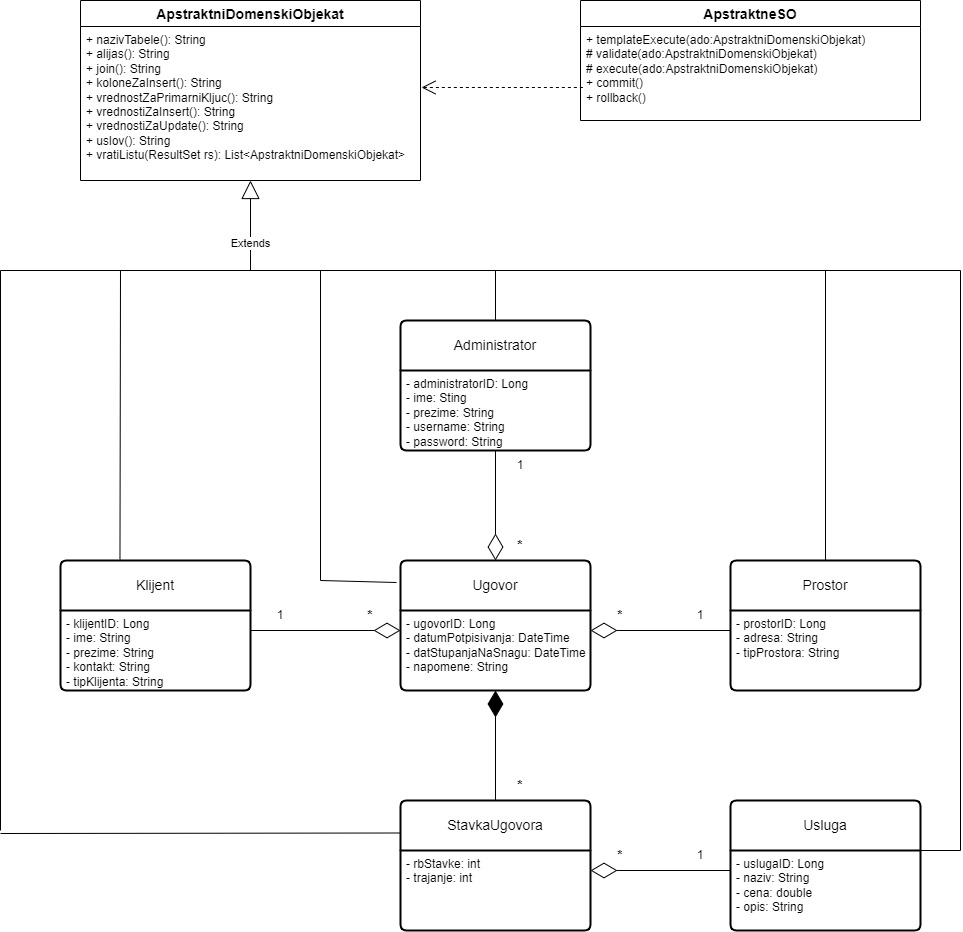 ApstraktniDomenskiObjekat
+ nazivTabele(): String
+ alijas(): String
+ join(): String
+ koloneZaInsert(): String
+ vrednostZaPrimarniKljuc(): String
+ vrednostiZaInsert(): String
+ vrednostiZaUpdate(): String
+ uslov(): String
+ vratiListu(ResultSet rs): List<ApstraktniDomenskiObjekat>
ApstraktneSO
+ templateExecute(ado:ApstraktniDomenskiObjekat)
# validate(ado:ApstraktniDomenskiObjekat)
# execute(ado:ApstraktniDomenskiObjekat)
+ commit()
+ rollback()
Extends
Administrator
- administratorID: Long
- ime: Sting
- prezime: String
- username: String
- password: String
1
*
Klijent
- klijentID: Long
- ime: String
- prezime: String
- kontakt: String
- tipKlijenta: String
1
*
Ugovor
- ugovorID: Long
- datumPotpisivanja: DateTime
- datStupanjaNaSnagu: DateTime
- napomene: String
*
1
Prostor
- prostorID: Long
- adresa: String
- tipProstora: String
*
StavkaUgovora
- rbStavke: int
- trajanje: int
*
1
Usluga
- uslugaID: Long
- naziv: String
- cena: double
- opis: String